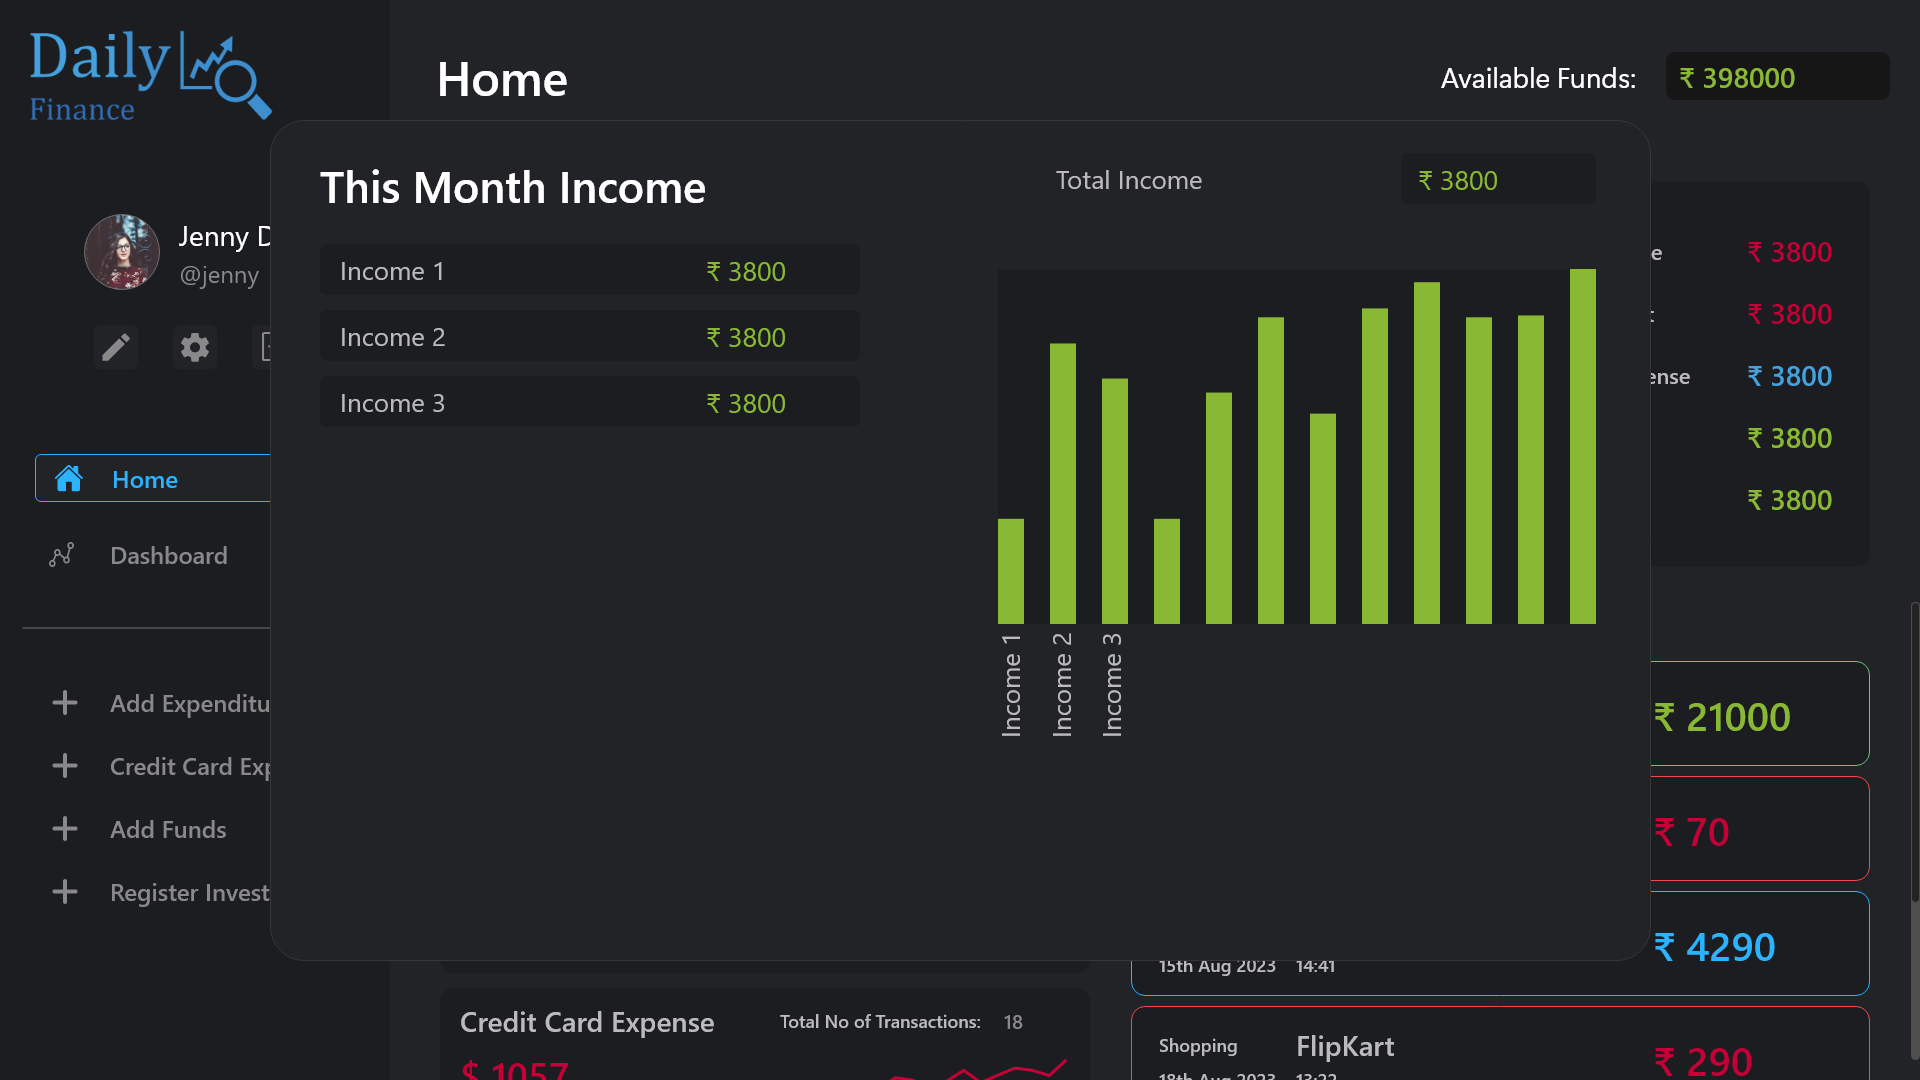 Daily
Finance
Home
Available Funds:
₹ 398000
Jenny D
@jenny
Home
Dashboard
Add Expenditu
Credit Card Exp
Add Funds
Register Invest
This Month Income
Total Income
₹ 3800
Income 1
₹ 3800
Income 2
₹ 3800
Income 3
₹ 3800
Income 1
Income 2
Income 3
e
₹ 3800
t
₹ 3800
ense
₹ 3800
₹ 3800
₹ 3800
₹ 21000
₹ 70
₹ 4290
15th Aug 2023 14:41
Credit Card Expense
Total No of Transactions: 18
$ 1057
Shopping
FlipKart
₹ 290
18th Aug 2023 13:22